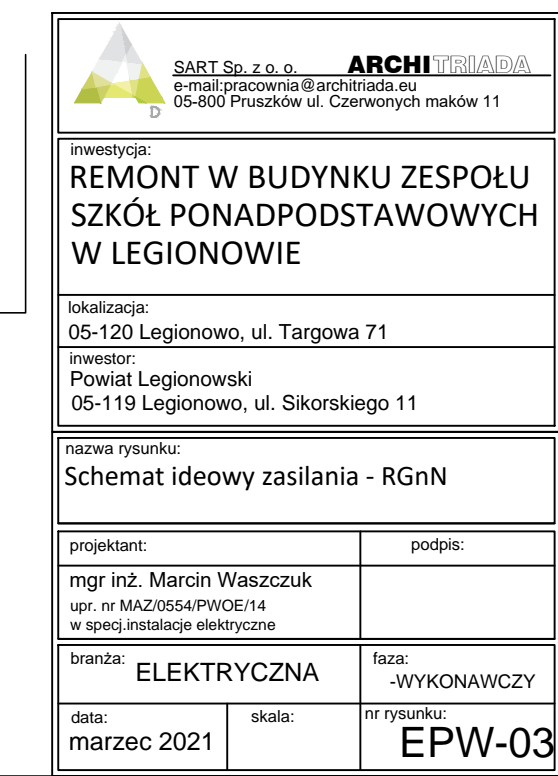 SART Sp. z o. o. ARCHITRIADA
e-mail:pracownia@architriada.eu
05-800 Pruszków ul. Czerwonych maków 11
D
inwestycja:
REMONT W BUDYNKU ZESPOŁU
SZKÓŁ PONADPODSTAWOWYCH
W LEGIONOWIE
lokalizacja:
05-120 Legionowo, ul. Targowa 71
inwestor:
Powiat Legionowski
05-119 Legionowo, ul. Sikorskiego 11
nazwa rysunku:
Schemat ideowy zasilania - RGnN
projektant: podpis:
mgr inż. Marcin Waszczuk
upr. nr MAZ/0554/PWOE/14
w specj.instalacje elektryczne
branża: ELEKTRYCZNA
faza:
-WYKONAWCZY
data: skala: nr rysunku:
marzec 2021 EPW-03